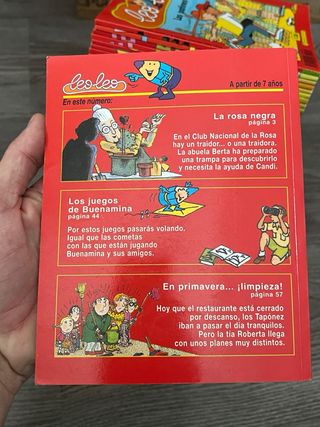 leo-leo
A partir de 7 años
En este número:
La rosa negra
página 3
En el Club Nacional de la Rosa
hay un traidor... o una traidora.
La abuela Berta ha preparado
una trampa para descubrirlo
y necesita la ayuda de Candi.
Los juegos
de Buenamina
página 44
Por estos juegos pasarás volando.
Igual que las cometas
con las que están jugando
Buenamina y sus amigos.
En primavera... ¡limpieza!
página 57
Hoy que el restaurante está cerrado
por descanso, los Tapónez
iban a pasar el día tranquilos.
Pero la tía Roberta llega
con unos planes muy distintos.